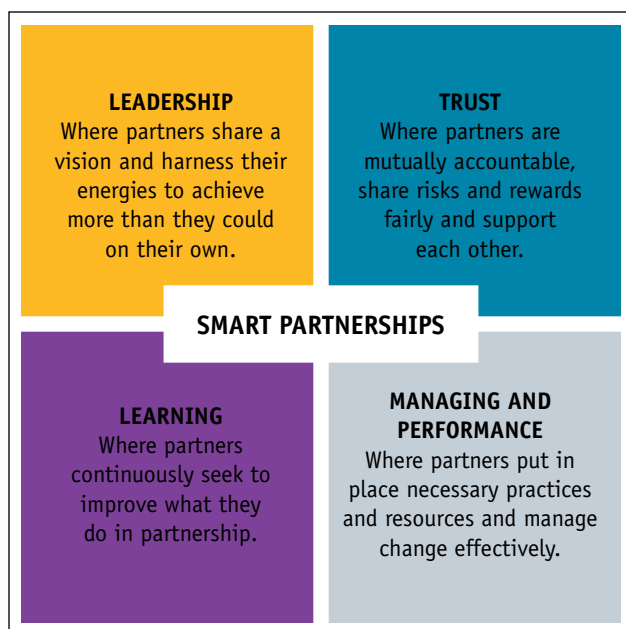 LEADERSHIP
Where partners share a
vision and harness their
energies to achieve
more than they could
on their own.
TRUST
Where partners are
mutually accountable,
share risks and rewards
fairly and support
each other.
SMART PARTNERSHIPS
LEARNING
Where partners
continuously seek to
improve what they
do in partnership.
MANAGING AND
PERFORMANCE
Where partners put in
place necessary practices
and resources and manage
change effectively.